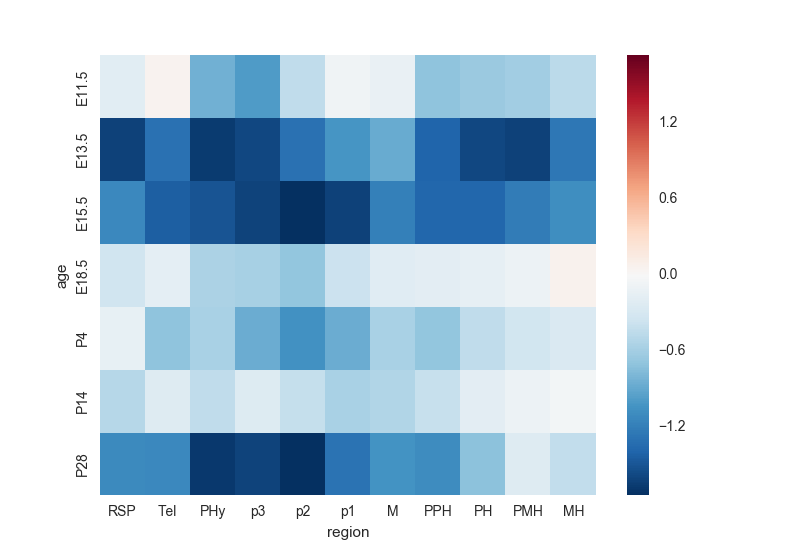 E11.5
E13.5
E15.5
E18.5
P4
P14
P28
age
RSP Tel PHy p3 p2 p1 M PPH PH PMH MH
region
1.2
0.6
0.0
−0.6
−1.2